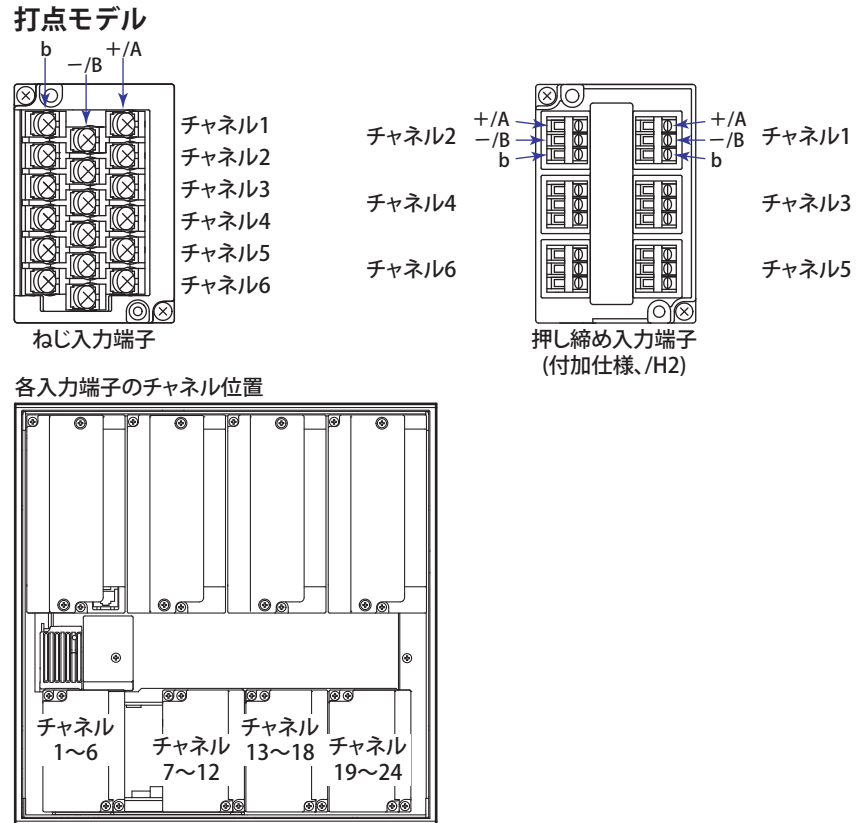 打点モデル
b
−/B
+/A
チャネル1
チャネル2
チャネル3
チャネル4
チャネル5
チャネル6
ねじ入力端子
+/A
−/B
b
+/A
−/B
b
チャネル2
チャネル1
チャネル4
チャネル3
チャネル6
チャネル5
押し締め入力端子
(付加仕様、/H2)
各入力端子のチャネル位置
チャネル
1〜6
チャネル
7〜12
チャネル
13〜18
チャネル
19〜24